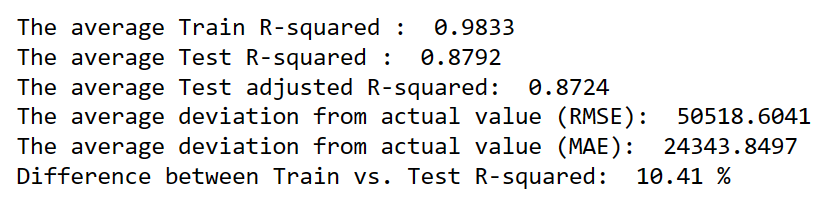 The average Train R-squared :  0.9833
The average Test R-squared :  0.8792
The average Test adjusted R-squared:  0.8724
The average deviation from actual value (RMSE):  50518.6041
The average deviation from actual value (MAE):  24343.8497
Difference between Train vs. Test R-squared:  10.41 %